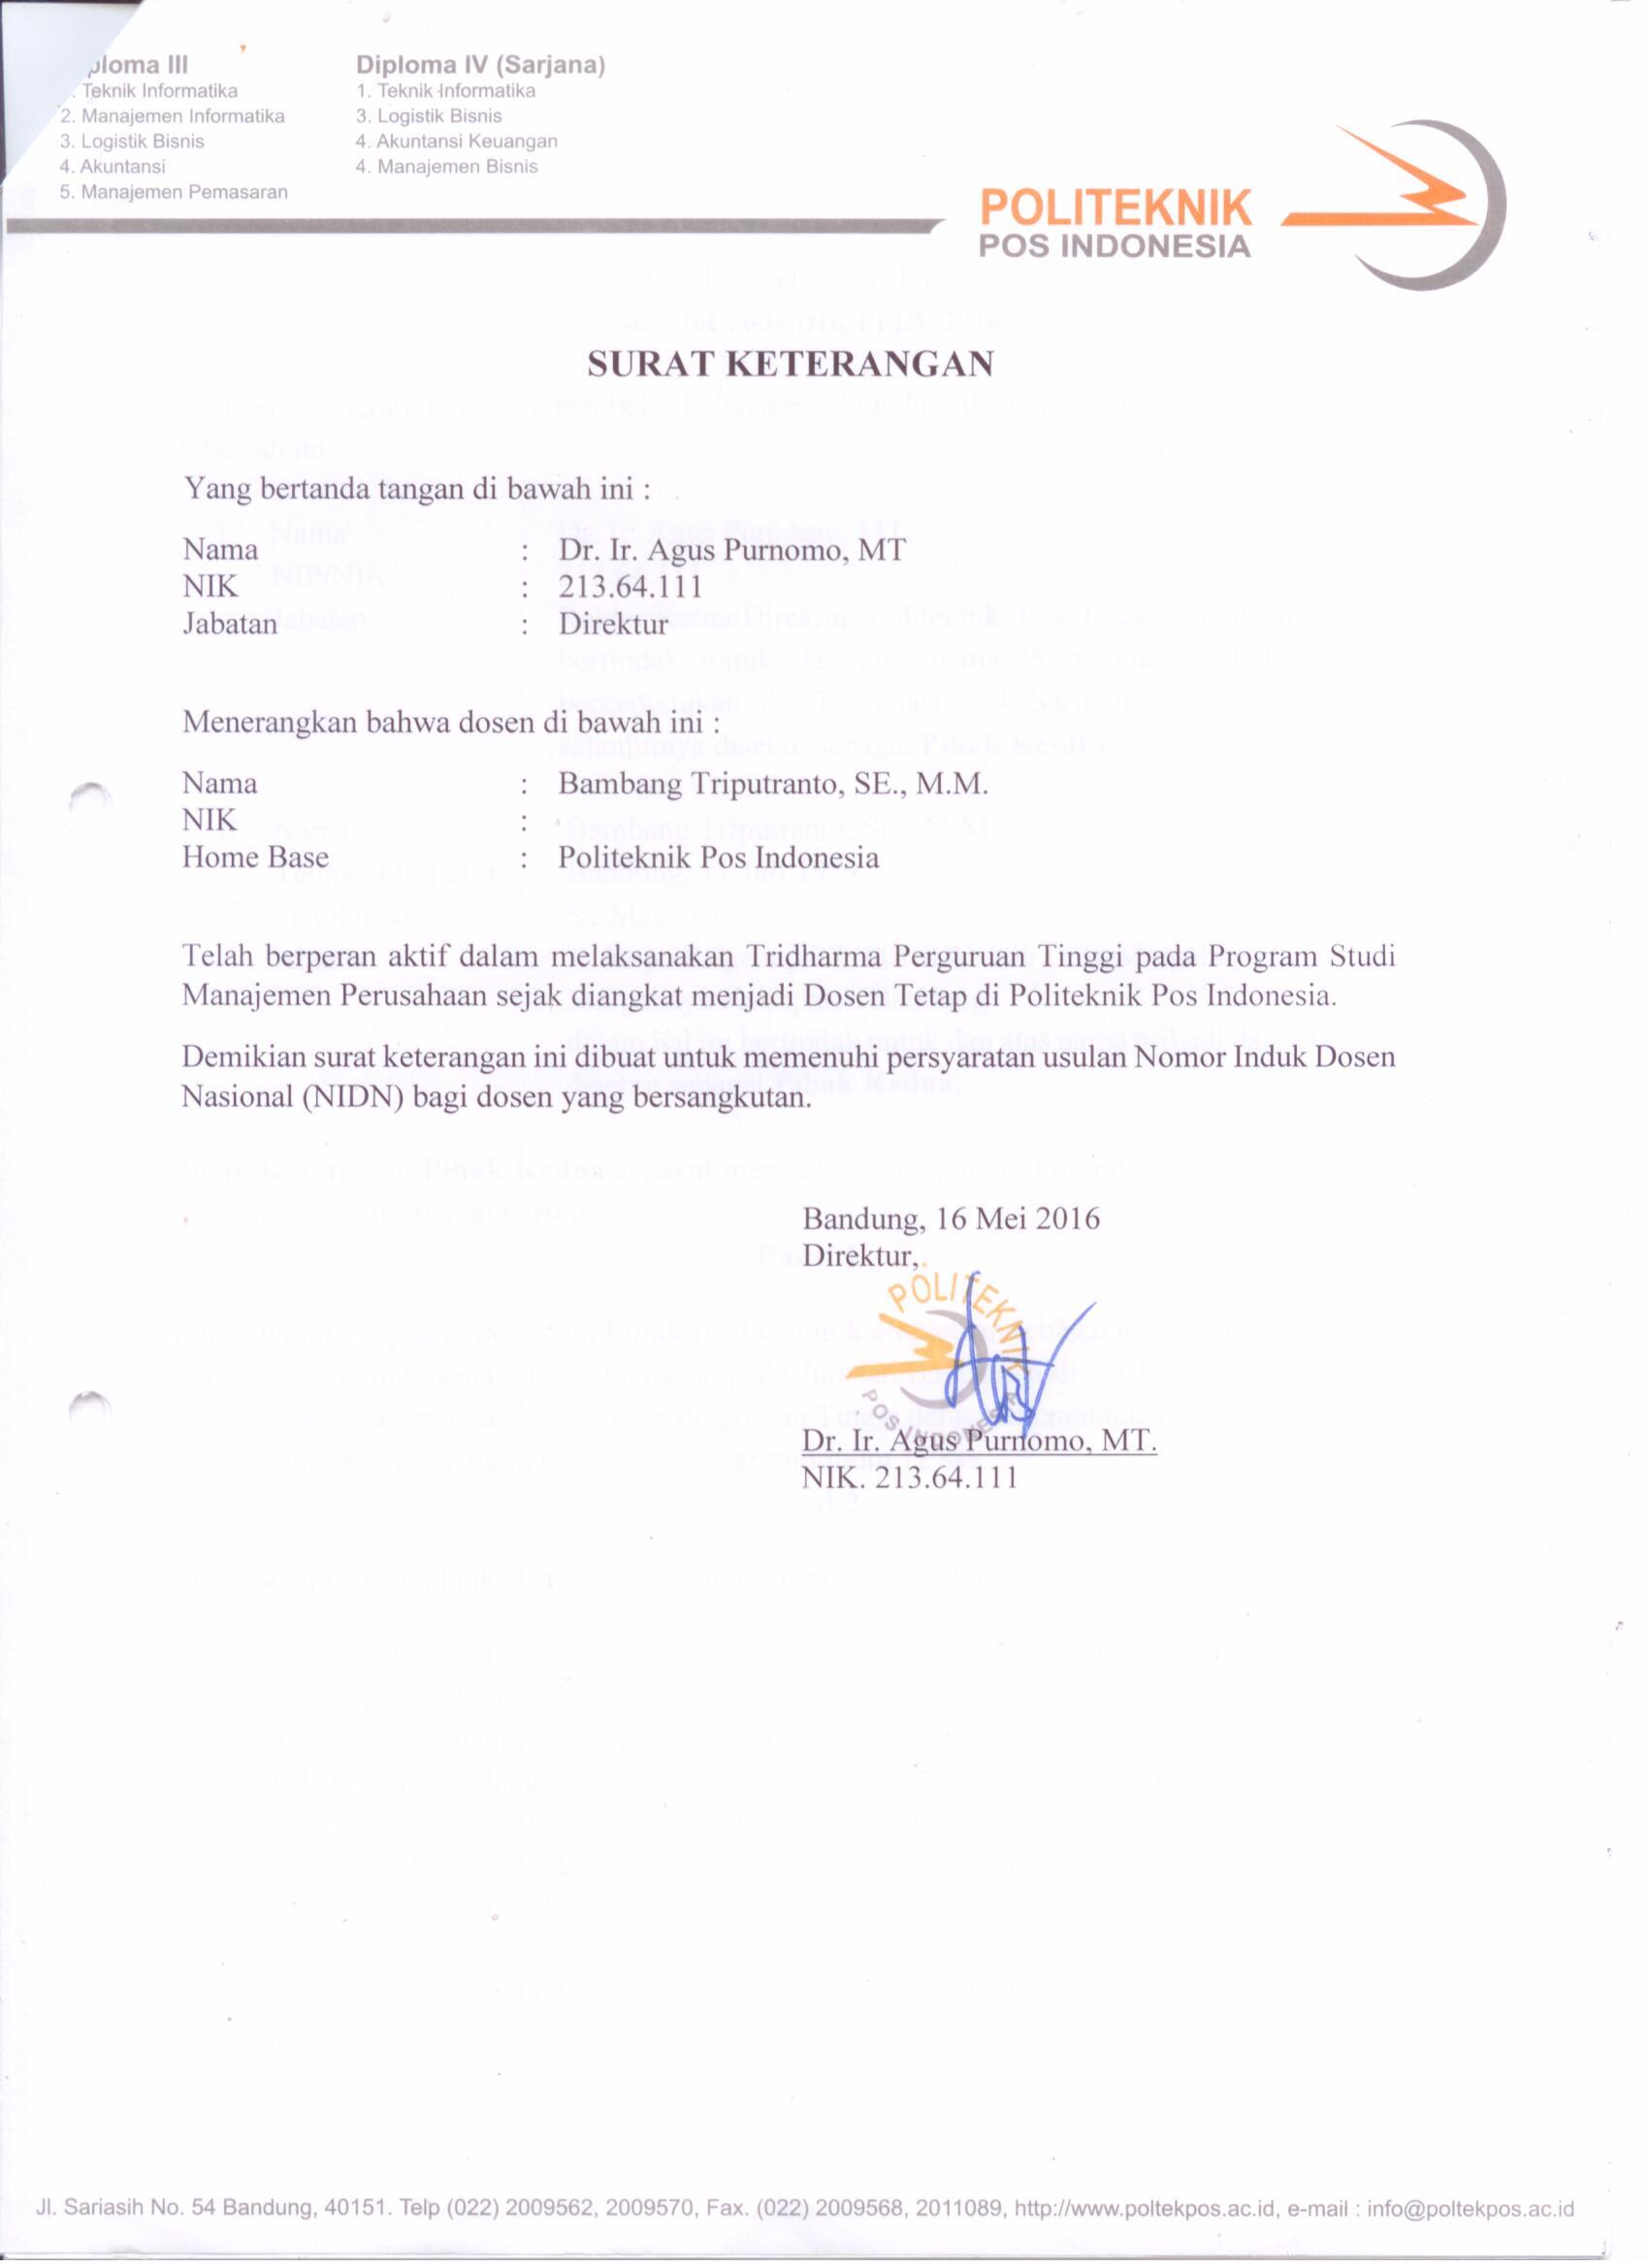 Diploma III
Teknik Informatika
2. Manajemen Informatika
3. Logistik Bisnis
4. Akuntansi
5. Manajemen Pemasaran
Diploma IV (Sarjana)
1. Teknik Informatika
3. Logistik Bisnis
4. Akuntansi Keuangan
4. Manajemen Bisnis
POLITEKNIK
POS INDONESIA
SURAT KETERANGAN
Yang bertanda tangan di bawah ini :
Nama : Dr. Ir. Agus Purnomo, MT
NIK : 213.64.111
Jabatan : Direktur
Menerangkan bahwa dosen di bawah ini :
Nama : Bambang Triputranto, SE., M.M.
NIK :
Home Base : Politeknik Pos Indonesia
Telah berperan aktif dalam melaksanakan Tridharma Perguruan Tinggi pada Program Studi
Manajemen Perusahaan sejak diangkat menjadi Dosen Tetap di Politeknik Pos Indonesia.
Demikian surat keterangan ini dibuat untuk memenuhi persyaratan usulan Nomor Induk Dosen
Nasional (NIDN) bagi dosen yang bersangkutan.
Bandung, 16 Mei 2016
Direktur,
POLITEKNIK
POS INDONESIA
Dr. Ir. Agus Purnomo, MT.
NIK. 213.64.111
Jl. Sariasih No. 54 Bandung, 40151. Telp (022) 2009562, 2009570, Fax. (022) 2009568, 2011089, http://www.poltekpos.ac.id, e-mail : info@poltekpos.ac.id